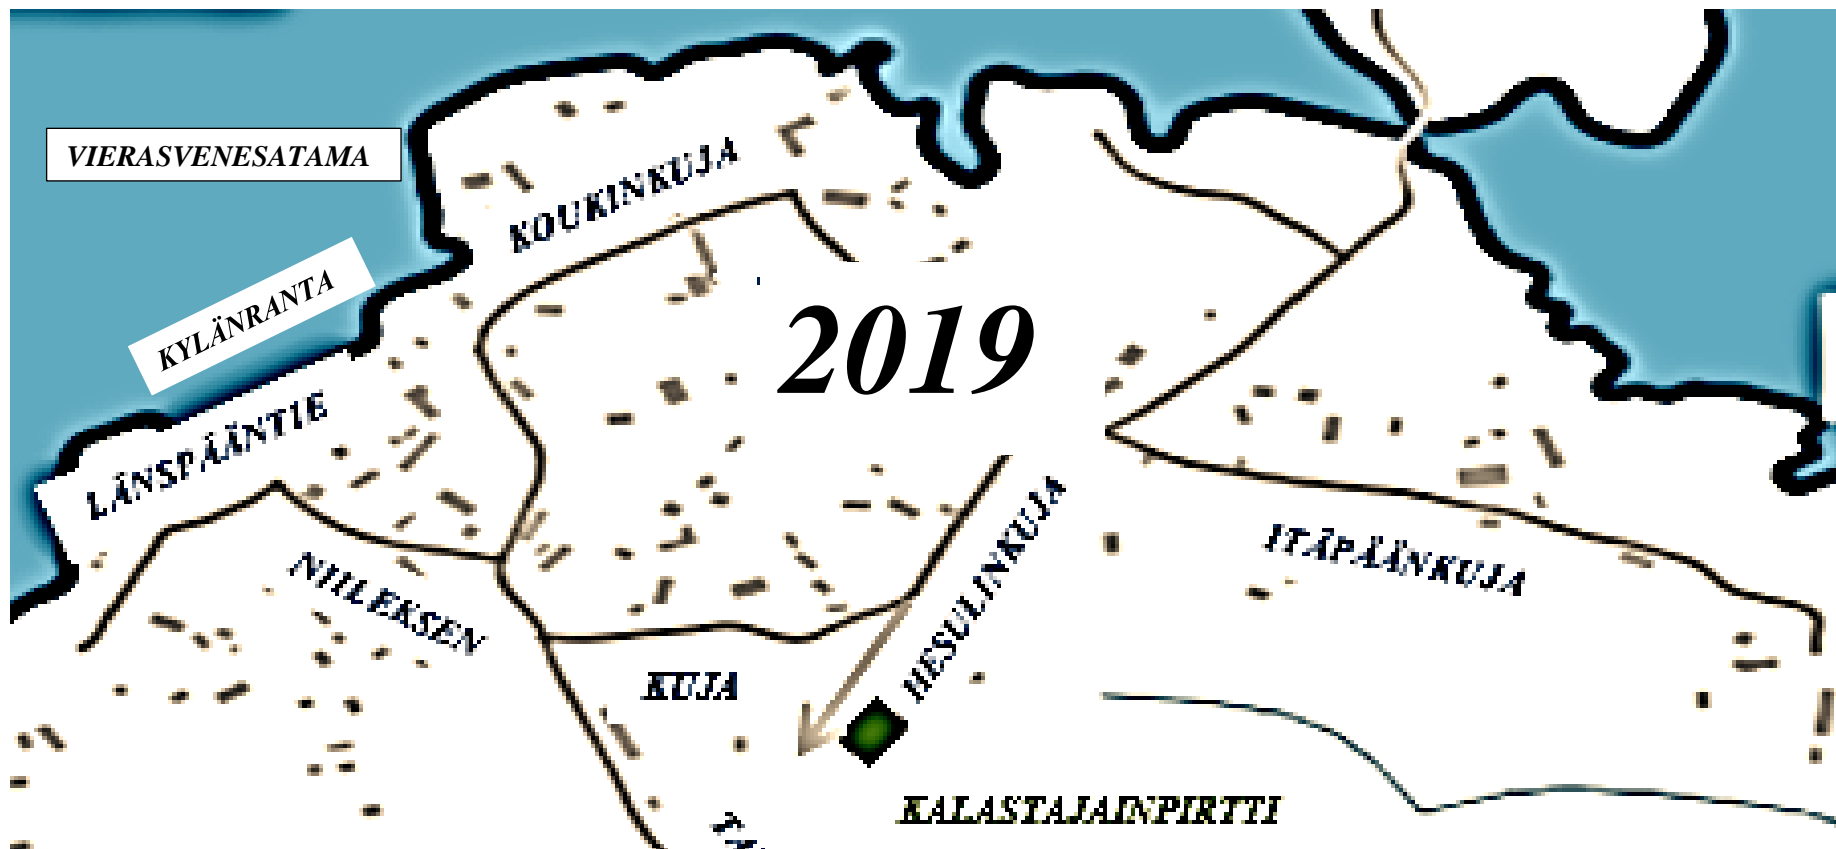 VIERASVENESATAMA
KOUKINKUJA
KYLÄNRANTA
2019
LÄNSPÄÄNTIE
HESULINKUJA
ITÄPÄÄNKUJA
NIILEKSEN
KUJA
KALASTAJAINPIRTTI